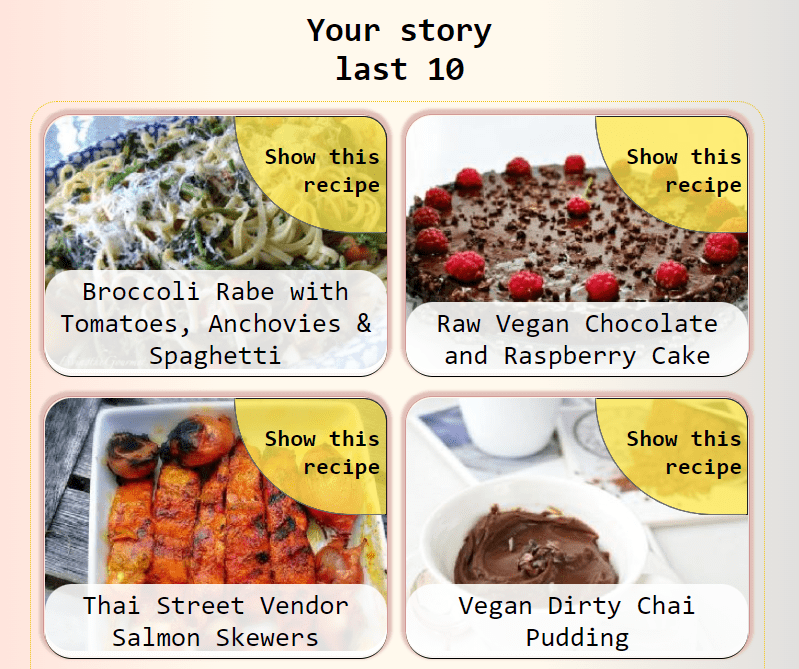 Your story
last 10
Show this
recipe
Broccoli Rabe with
Tomatoes, Anchovies &
Spaghetti
Show this
recipe
Raw Vegan Chocolate
and Raspberry Cake
Show this
recipe
Thai Street Vendor
Salmon Skewers
Show this
recipe
Vegan Dirty Chai
Pudding